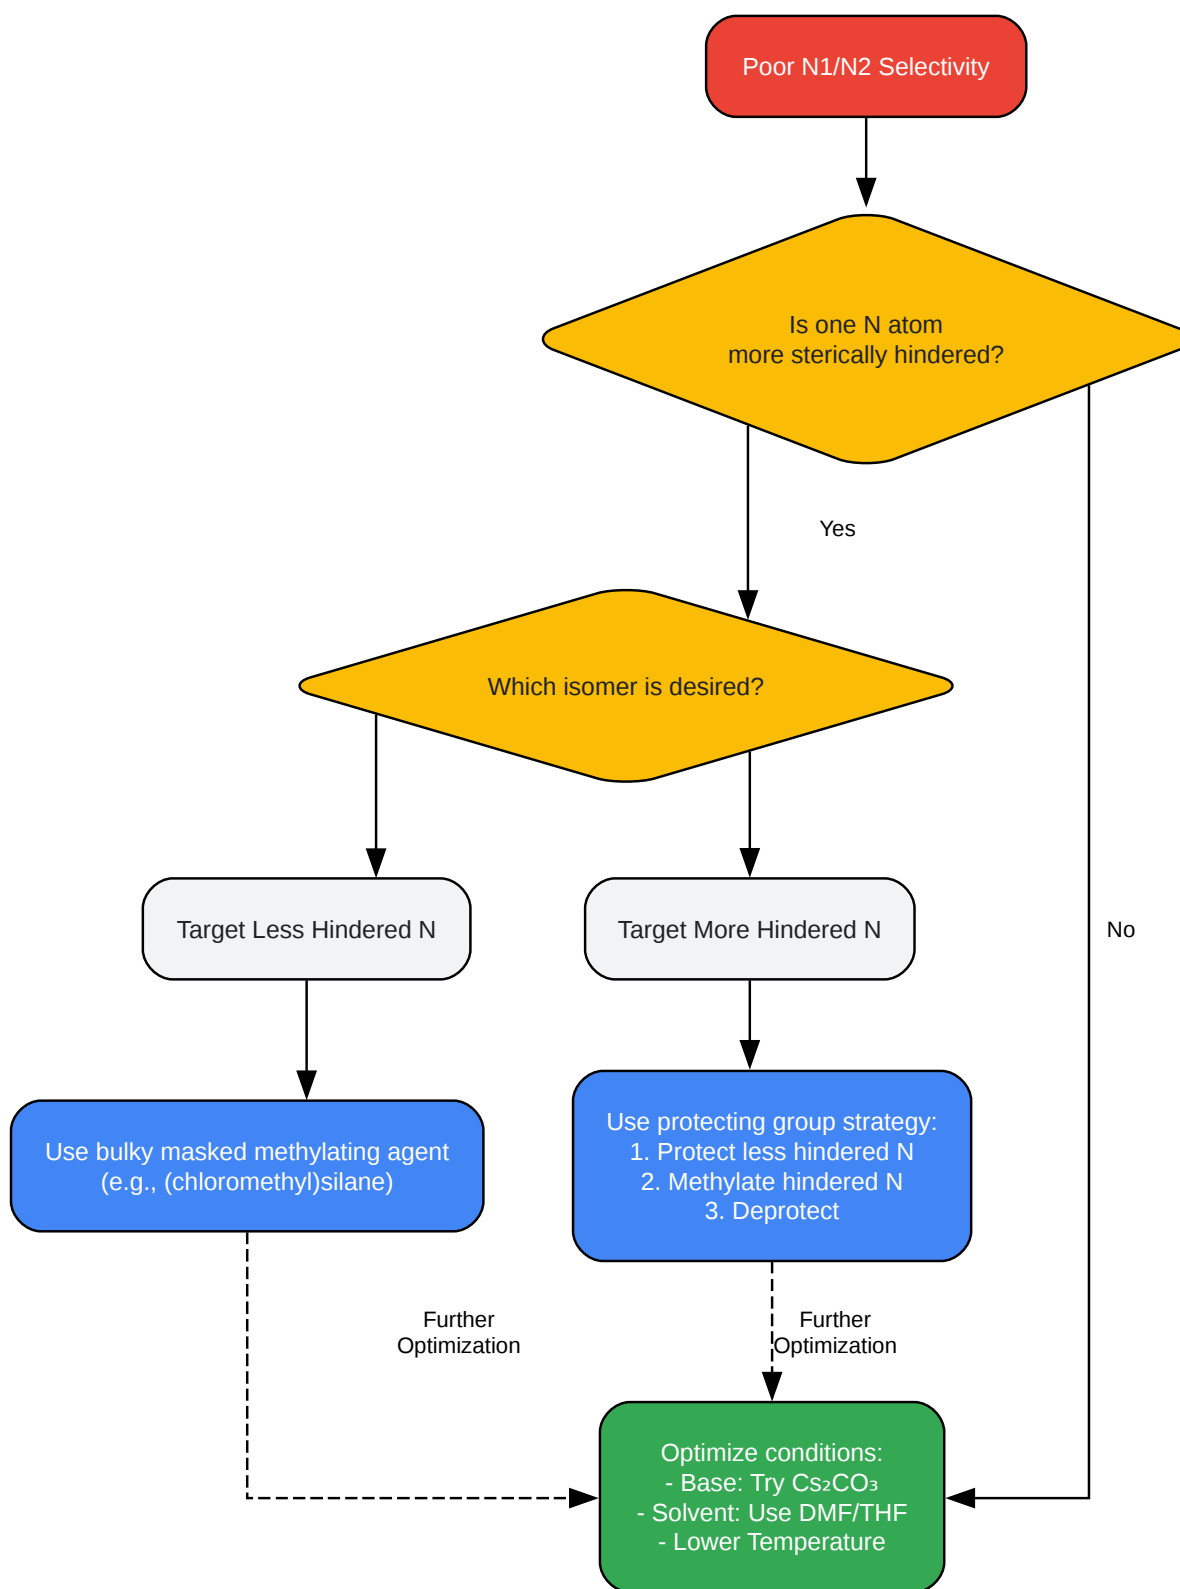 Poor N1/N2 Selectivity
Is one N atom
more sterically hindered?
Yes
Which isomer is desired?
Target Less Hindered N
Target More Hindered N
No
Use bulky masked methylating agent
(e.g., (chloromethyl)silane)
Use protecting group strategy:
1. Protect less hindered N
2. Methylate hindered N
3. Deprotect
Further
Optimization
Further
Optimization
Optimize conditions:
- Base: Try Cs₂CO₃
- Solvent: Use DMF/THF
- Lower Temperature